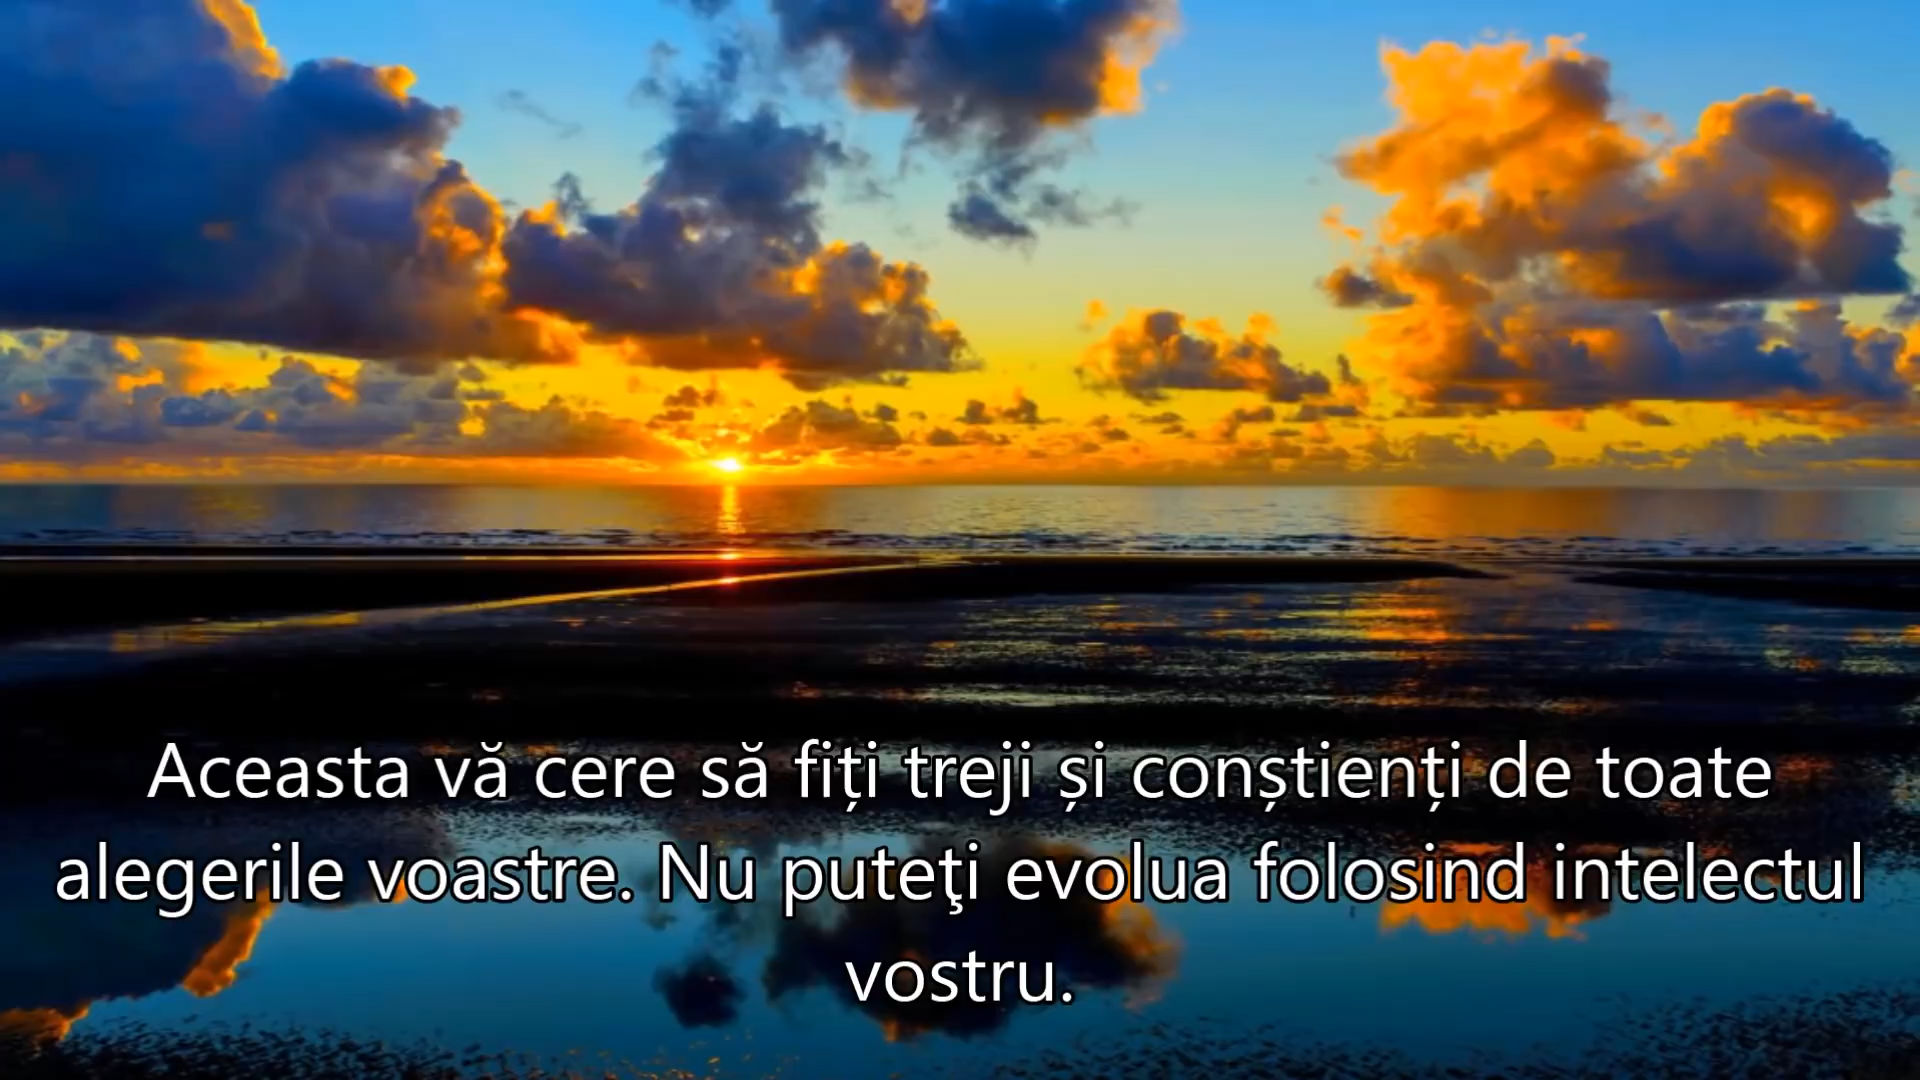 Aceasta vă cere să fiți treji și conștienți de toate
alegerile voastre. Nu puteţi evolua folosind intelectul
vostru.